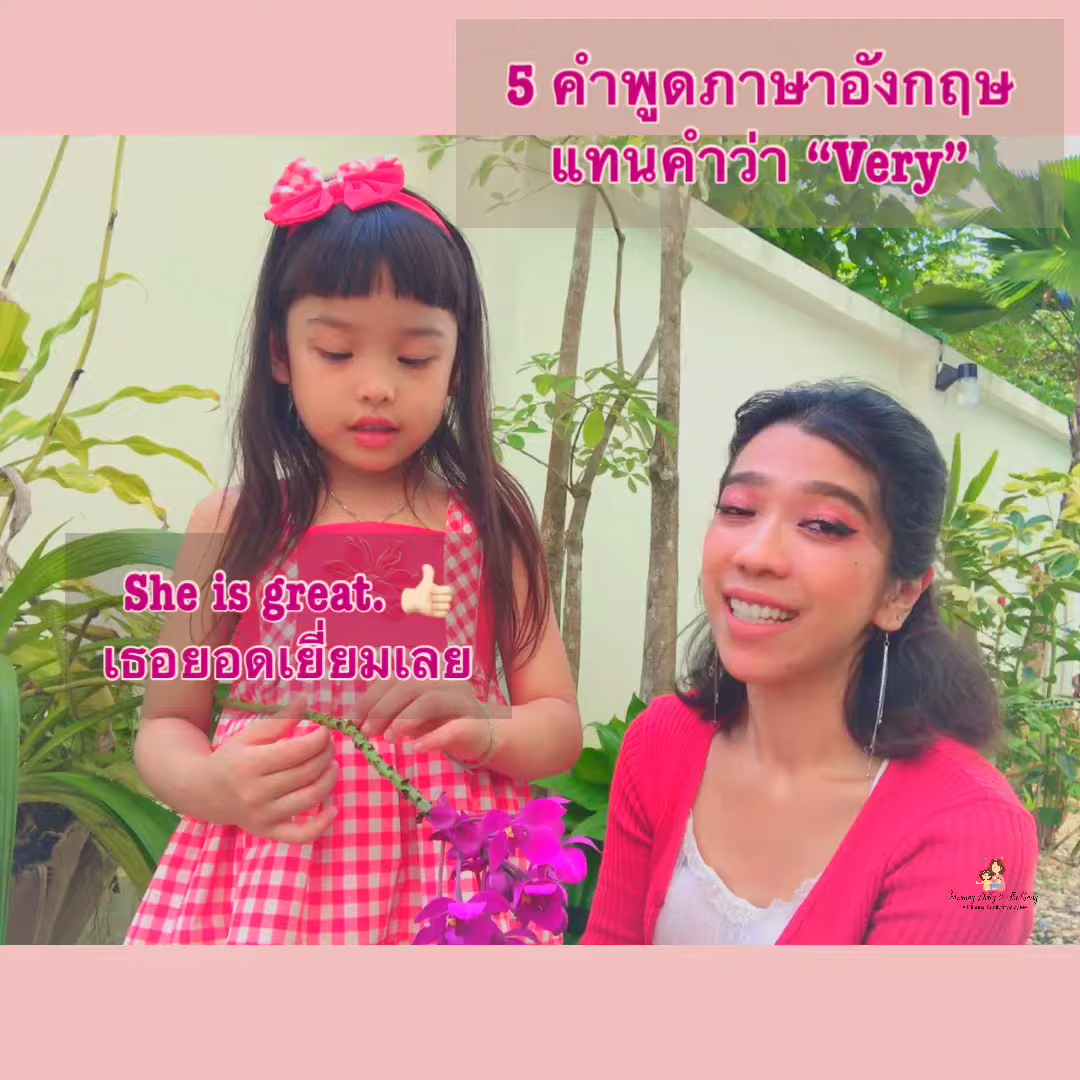 5 คำพูดภาษาอังกฤษ
แทนคำว่า “Very”
She is great. 👍🏻
เธอยอดเยี่ยมเลย